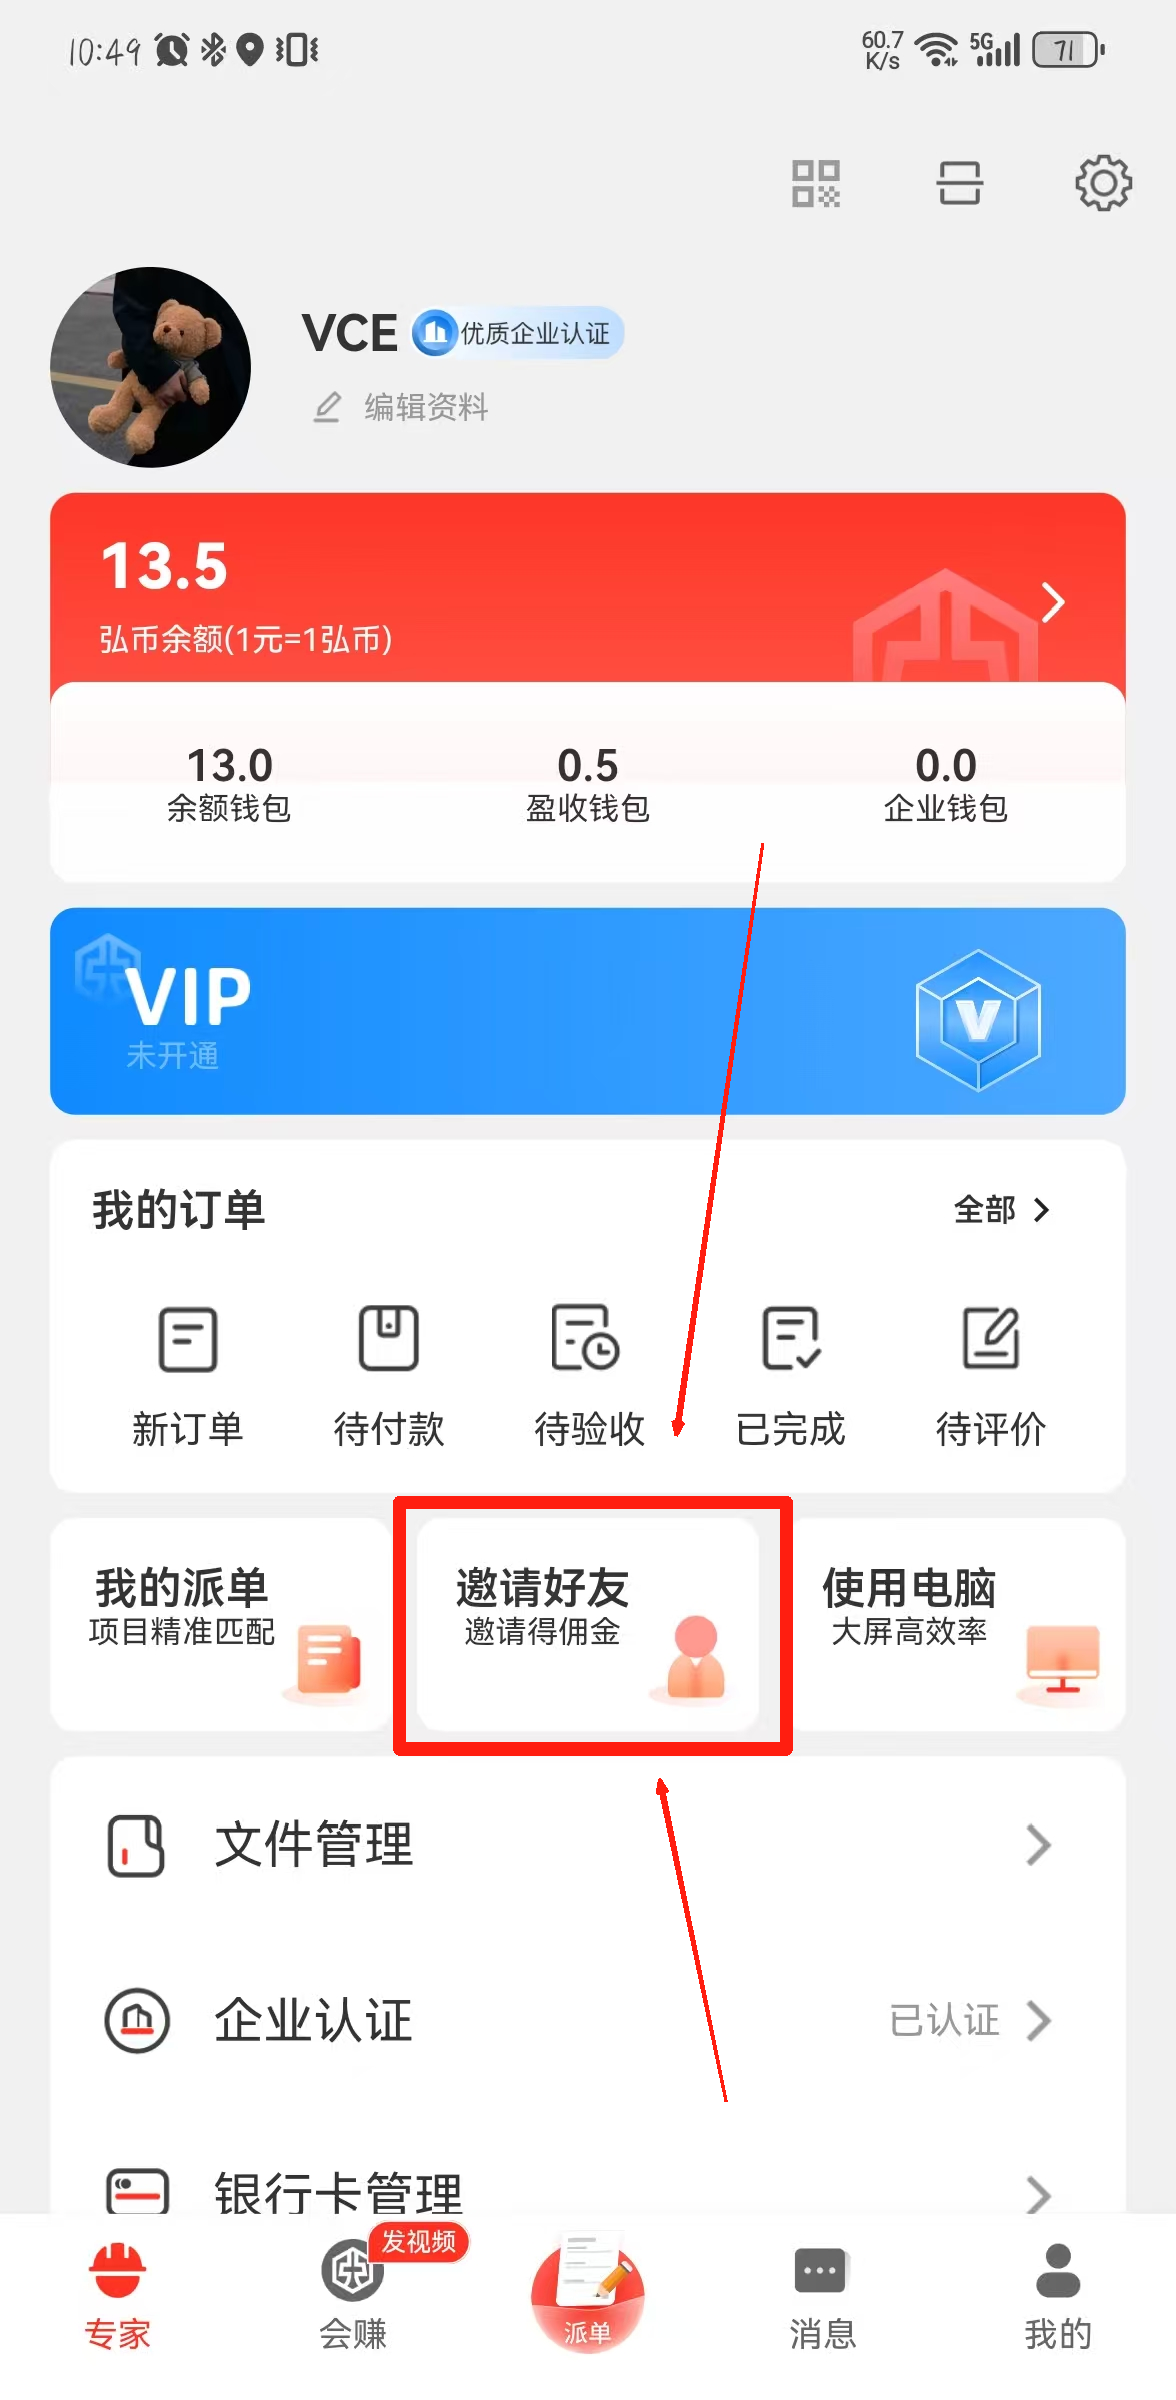 10:49
60.7
K/s
5G
71
VCE
优质企业认证
编辑资料
13.5
弘币余额(1元=1弘币)
13.0
0.5
0.0
余额钱包
盈收钱包
企业钱包
VIP
未开通
V
我的订单
全部
新订单
待付款
待验收
已完成
待评价
我的派单
项目精准匹配
邀请好友
邀请得佣金
使用电脑
大屏高效率
文件管理
企业认证
已认证
银行卡管理
发视频
专家
会赚
派单
消息
我的